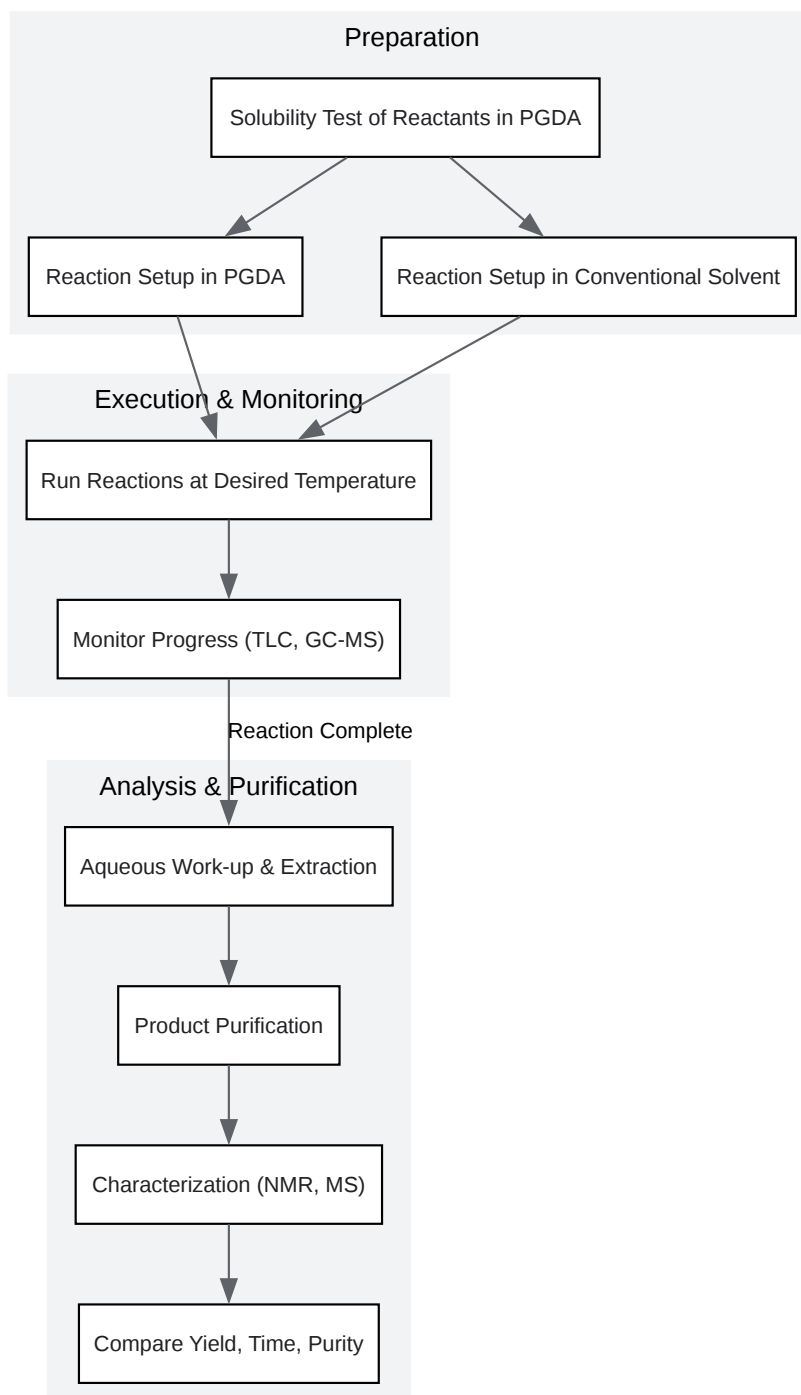 Preparation
Solubility Test of Reactants in PGDA
Reaction Setup in PGDA
Reaction Setup in Conventional Solvent
Execution & Monitoring
Run Reactions at Desired Temperature
Monitor Progress (TLC, GC-MS)
Reaction Complete
Analysis & Purification
Aqueous Work-up & Extraction
Product Purification
Characterization (NMR, MS)
Compare Yield, Time, Purity